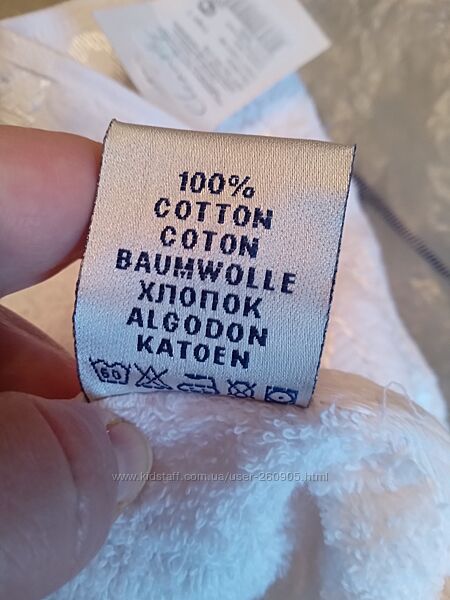 100%
COTTON
COTON
BAUMWOLLE
ХЛОПОК
ALGODON
KATOEN
60
www.kidstaff.com.ua/user-260905.html